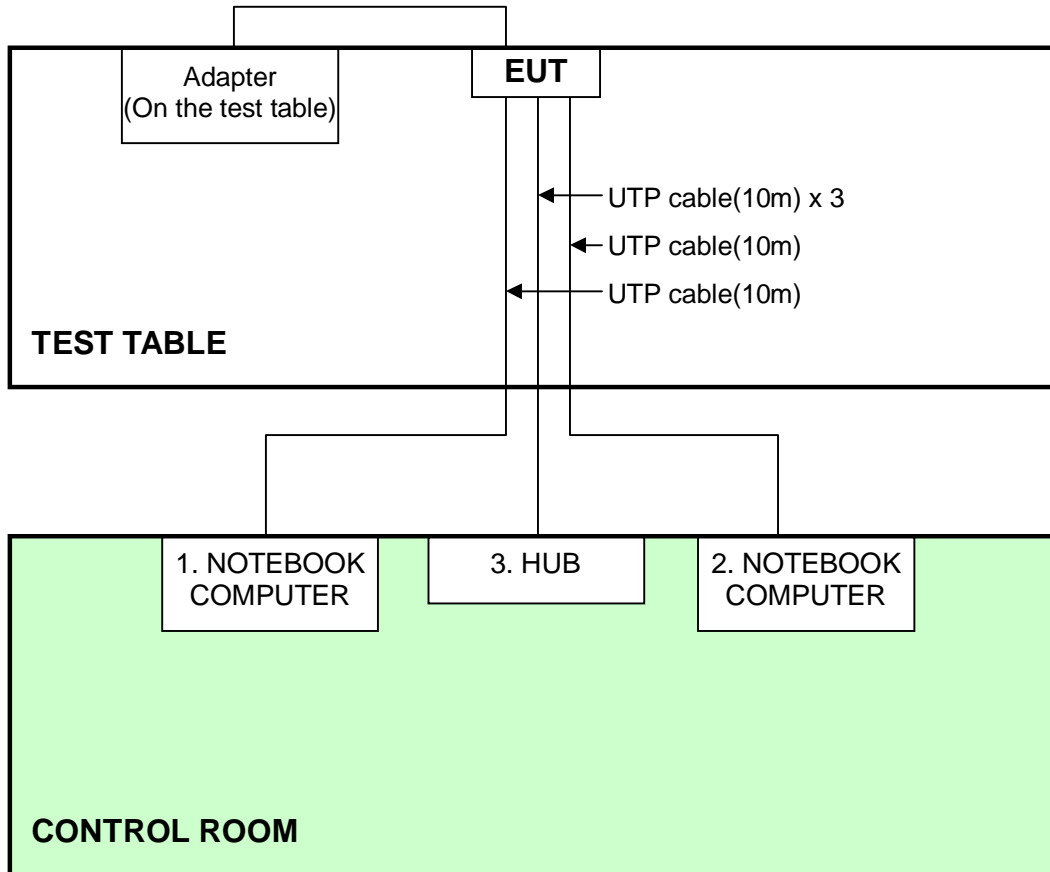 Adapter
(On the test table)
EUT
UTP cable(10m) x 3
UTP cable(10m)
UTP cable(10m)
TEST TABLE
1. NOTEBOOK
COMPUTER
3. HUB
2. NOTEBOOK
COMPUTER
CONTROL ROOM